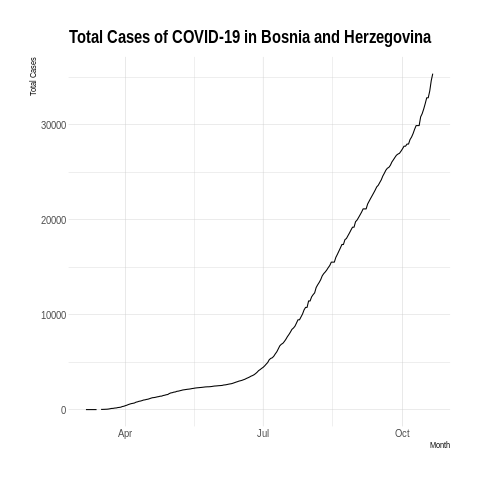 Total Cases of COVID-19 in Bosnia and Herzegovina
Total Cases
30000
20000
10000
0
Apr Jul Oct
Month